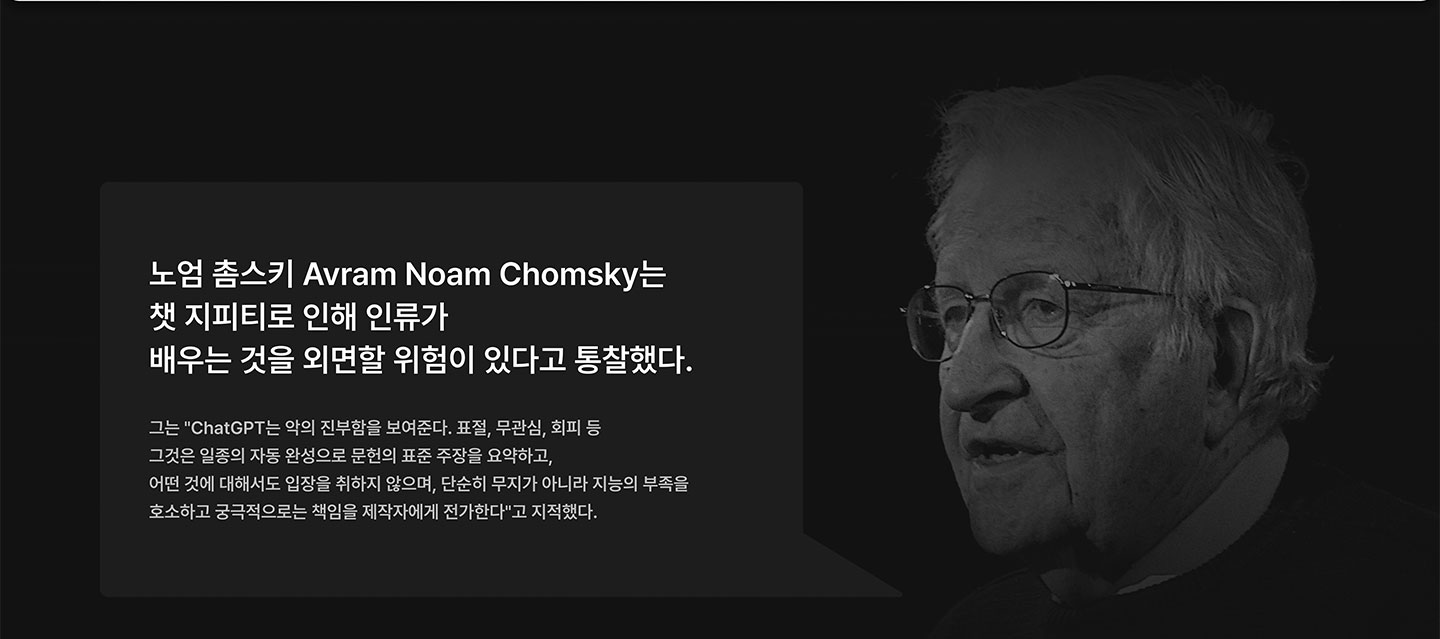 노엄 촘스키 Avram Noam Chomsky는
챗 지피티로 인해 인류가
배우는 것을 외면할 위험이 있다고 통찰했다.
그는 "ChatGPT는 악의 진부함을 보여준다. 표절, 무관심, 회피 등
그것은 일종의 자동 완성으로 문헌의 표준 주장을 요약하고,
어떤 것에 대해서도 입장을 취하지 않으며, 단순히 무지가 아니라 지능의 부족을
호소하고 궁극적으로는 책임을 제작자에게 전가한다"고 지적했다.